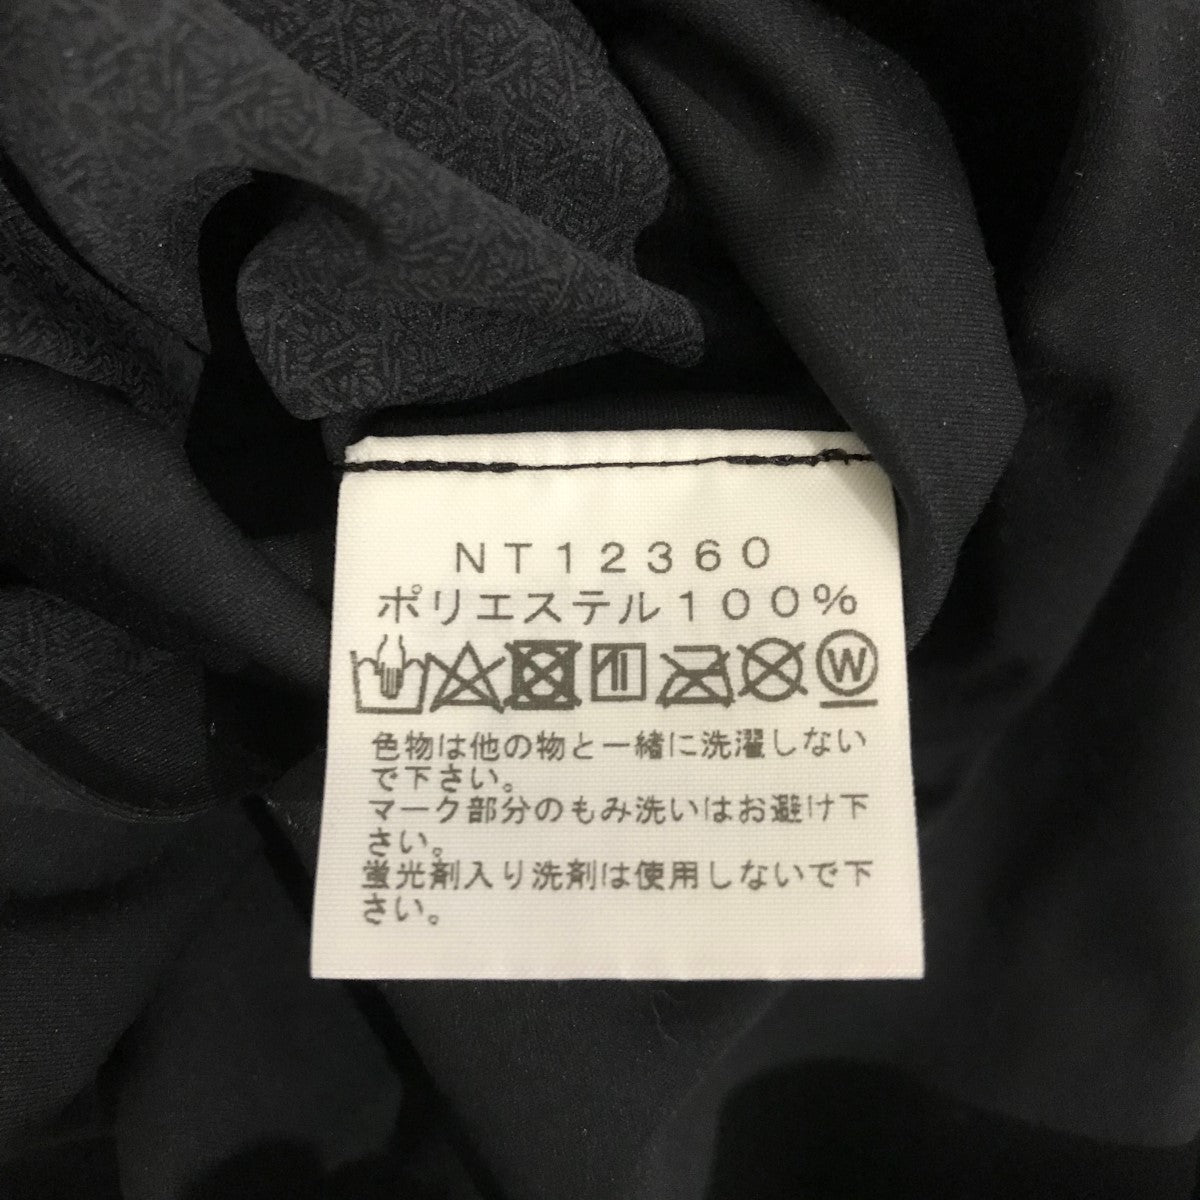 NT12360
ポリエステル100%
W
色物は他の物と一緒に洗濯しない
で下さい。
マーク部分のもみ洗いはお避け下
さい。
蛍光剤入り洗剤は使用しないで下
さい。